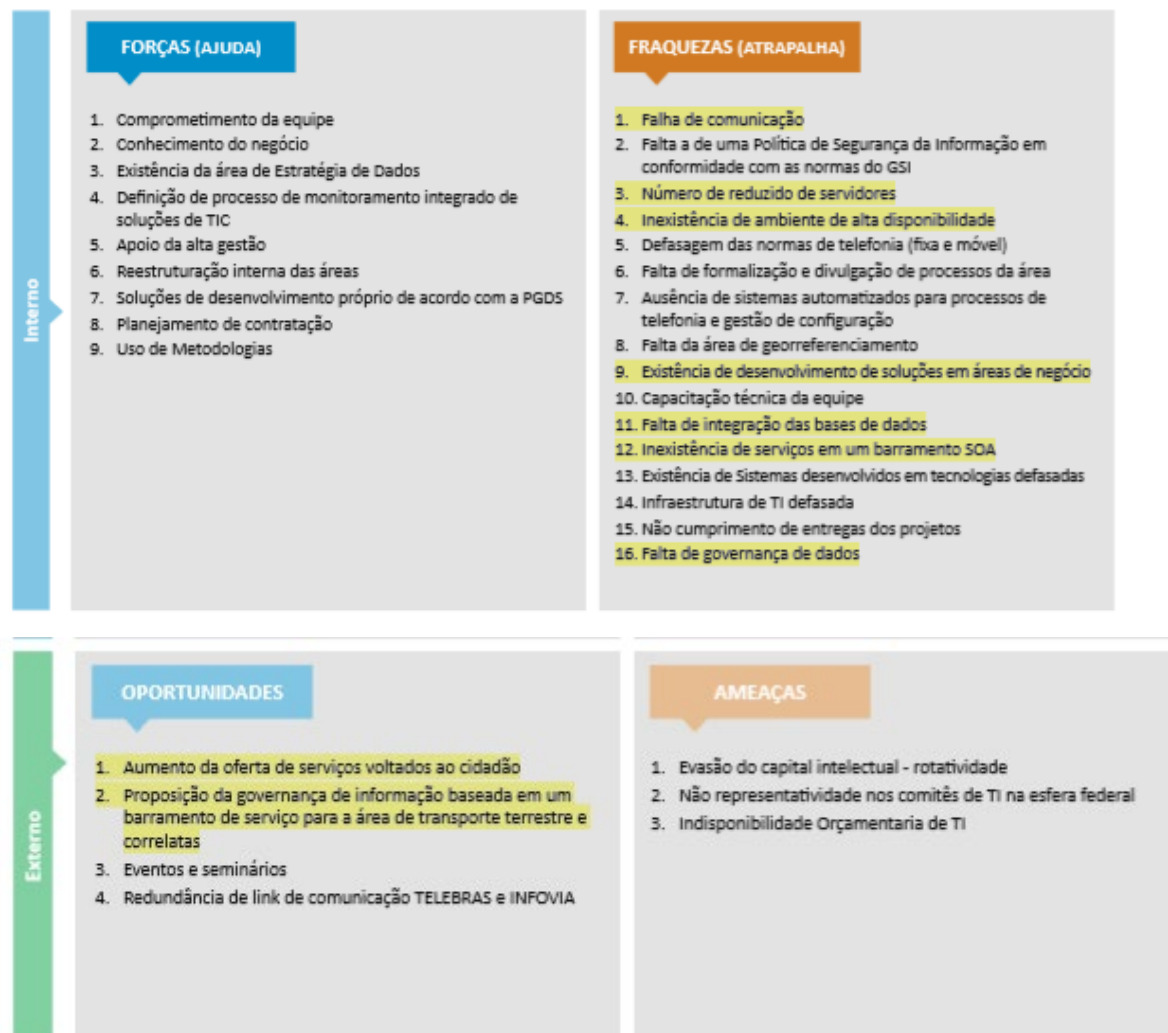 Interno
FORÇAS (AJUDA)
1. Comprometimento da equipe
2. Conhecimento do negócio
3. Existência da área de Estratégia de Dados
4. Definição de processo de monitoramento integrado de
soluções de TIC
5. Apoio da alta gestão
6. Reestruturação interna das áreas
7. Soluções de desenvolvimento próprio de acordo com a PGDS
8. Planejamento de contratação
9. Uso de Metodologias
FRAQUEZAS (ATRAPALHA)
1. Falha de comunicação
2. Falta a de uma Política de Segurança da Informação em
conformidade com as normas do GSI
3. Número de reduzido de servidores
4. Inexistência de ambiente de alta disponibilidade
5. Defasagem das normas de telefonia (fixa e móvel)
6. Falta de formalização e divulgação de processos da área
7. Ausência de sistemas automatizados para processos de
telefonia e gestão de configuração
8. Falta da área de georreferenciamento
9. Existência de desenvolvimento de soluções em áreas de negócio
10. Capacitação técnica da equipe
11. Falta de integração das bases de dados
12. Inexistência de serviços em um barramento SOA
13. Existência de Sistemas desenvolvidos em tecnologias defasadas
14. Infraestrutura de TI defasada
15. Não cumprimento de entregas dos projetos
16. Falta de governança de dados
Externo
OPORTUNIDADES
1. Aumento da oferta de serviços voltados ao cidadão
2. Proposição da governança de informação baseada em um
barramento de serviço para a área de transporte terrestre e
correlatas
3. Eventos e seminários
4. Redundância de link de comunicação TELEBRAS e INFOVIA
AMEAÇAS
1. Evasão do capital intelectual - rotatividade
2. Não representatividade nos comitês de TI na esfera federal
3. Indisponibilidade Orçamentaria de TI